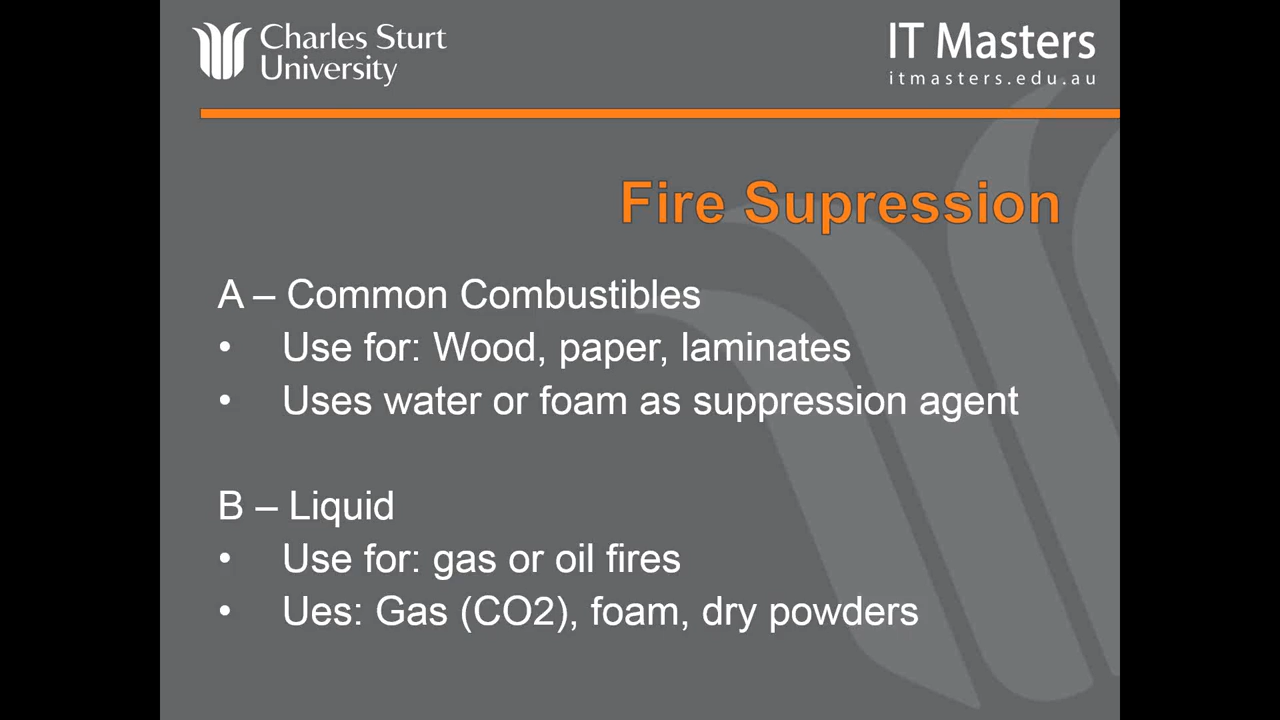 Charles Sturt
University
IT Masters
itmasters.edu.au
Fire Supression
A – Common Combustibles
• Use for: Wood, paper, laminates
• Uses water or foam as suppression agent
B – Liquid
• Use for: gas or oil fires
• Ues: Gas (CO2), foam, dry powders